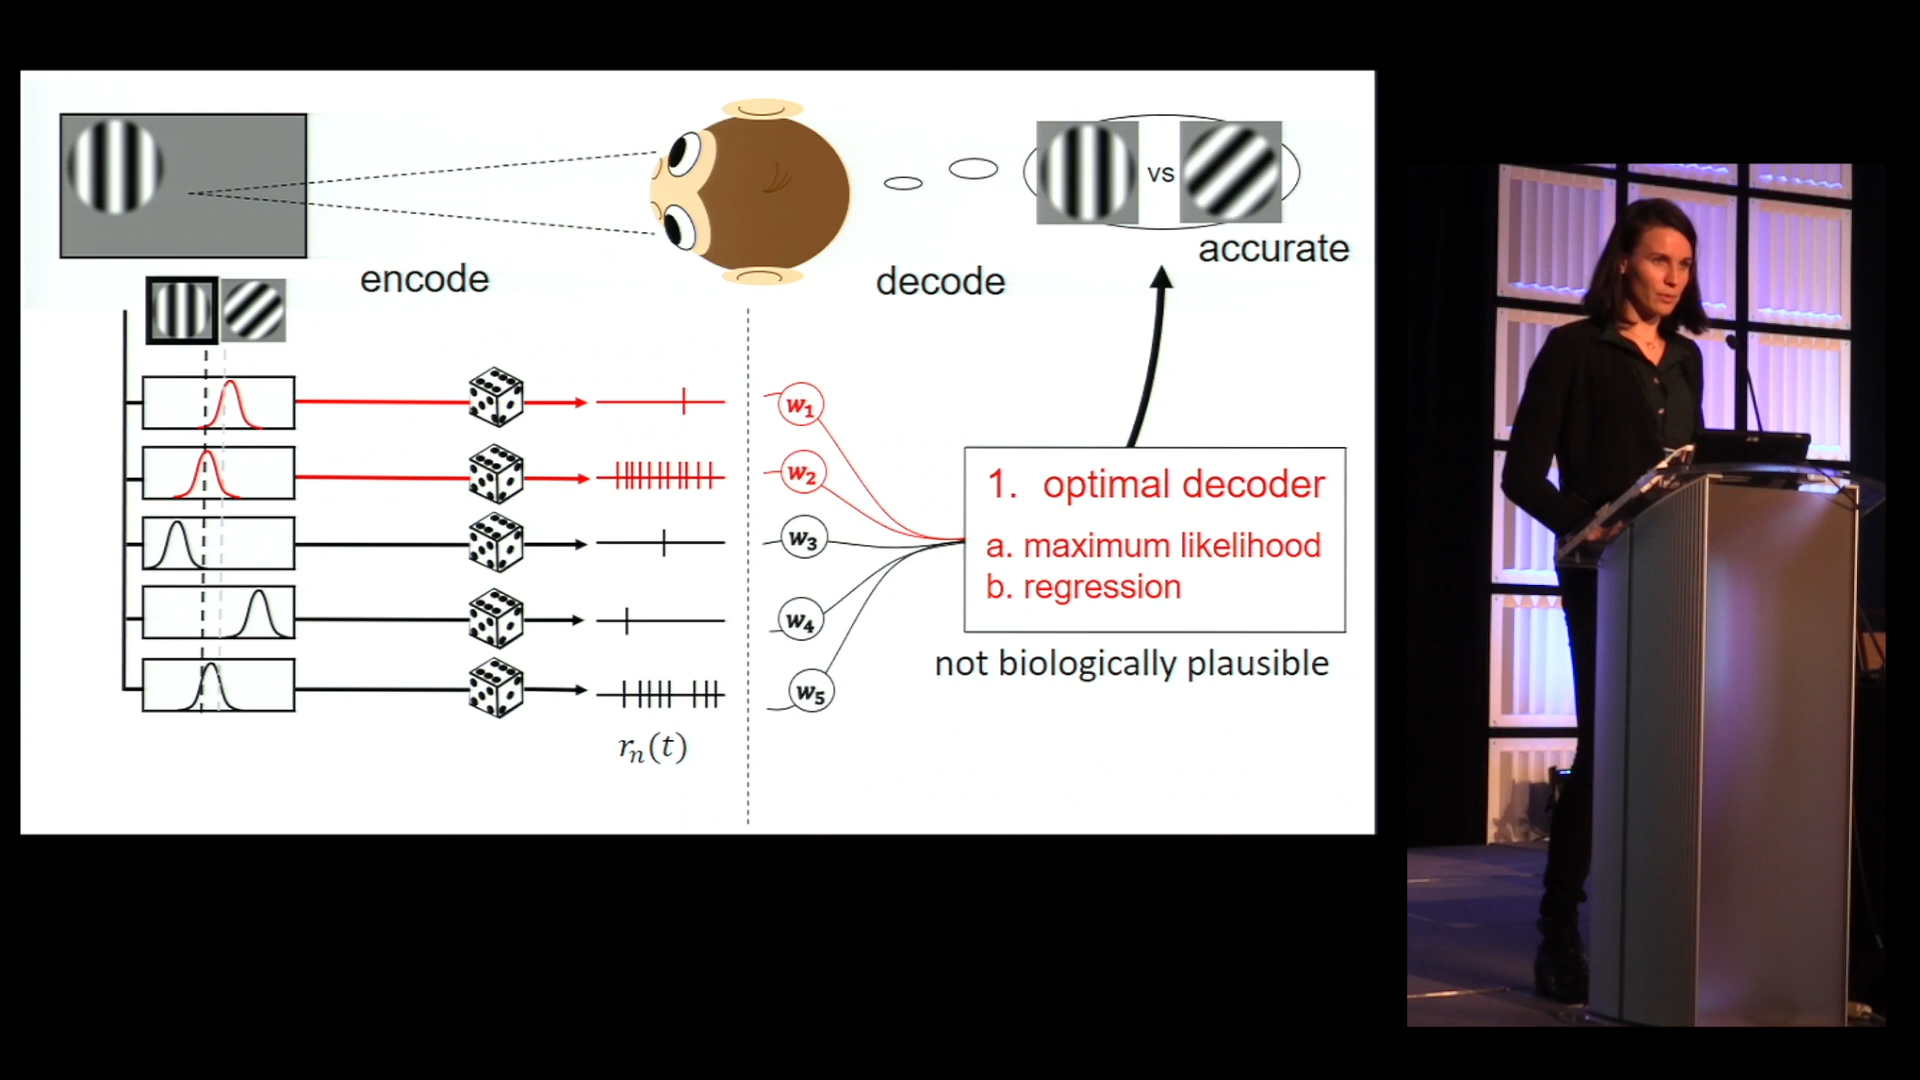 vs
accurate
encode
decode
w1
w2
w3
w4
w5
1. optimal decoder
a. maximum likelihood
b. regression
not biologically plausible
rn(t)